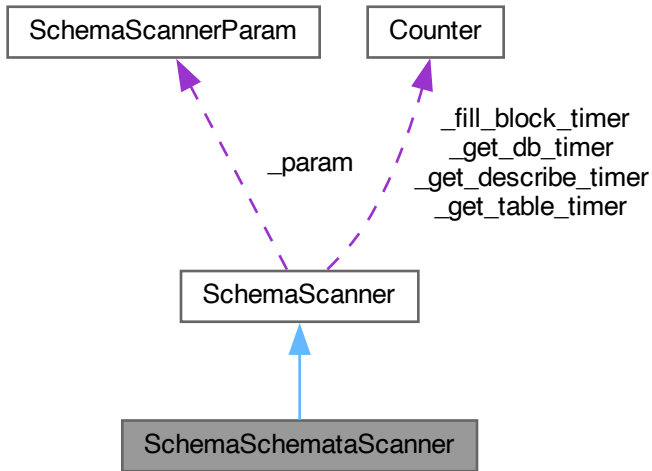 SchemaScannerParam
Counter
_param
_fill_block_timer
_get_db_timer
_get_describe_timer
_get_table_timer
SchemaScanner
SchemaSchemataScanner